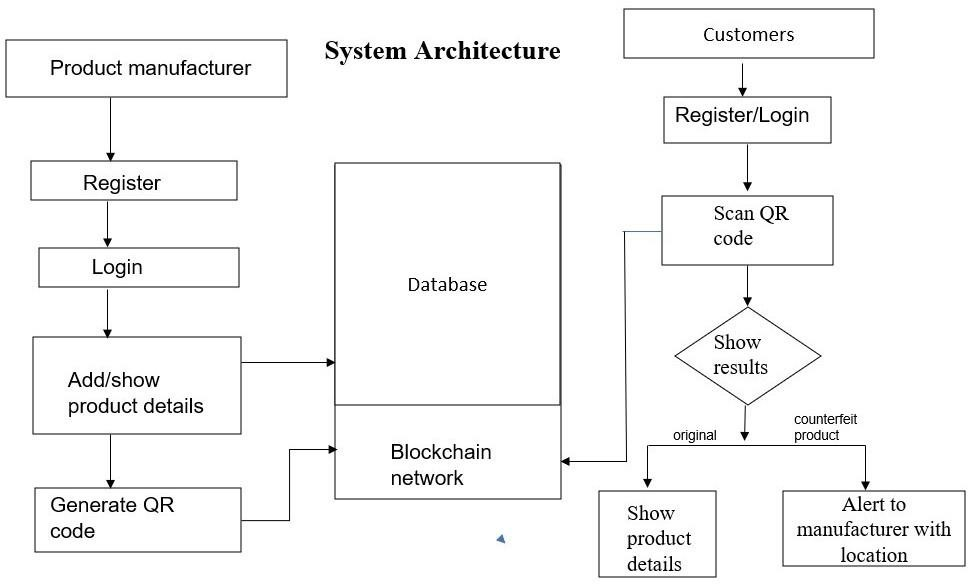 System Architecture
Product manufacturer
Register
Login
Add/show
product details
Generate QR
code
Database
Blockchain
network
Customers
Register/Login
Scan QR
code
Show
results
original
counterfeit
product
Show
product
details
Alert to
manufacturer with
location